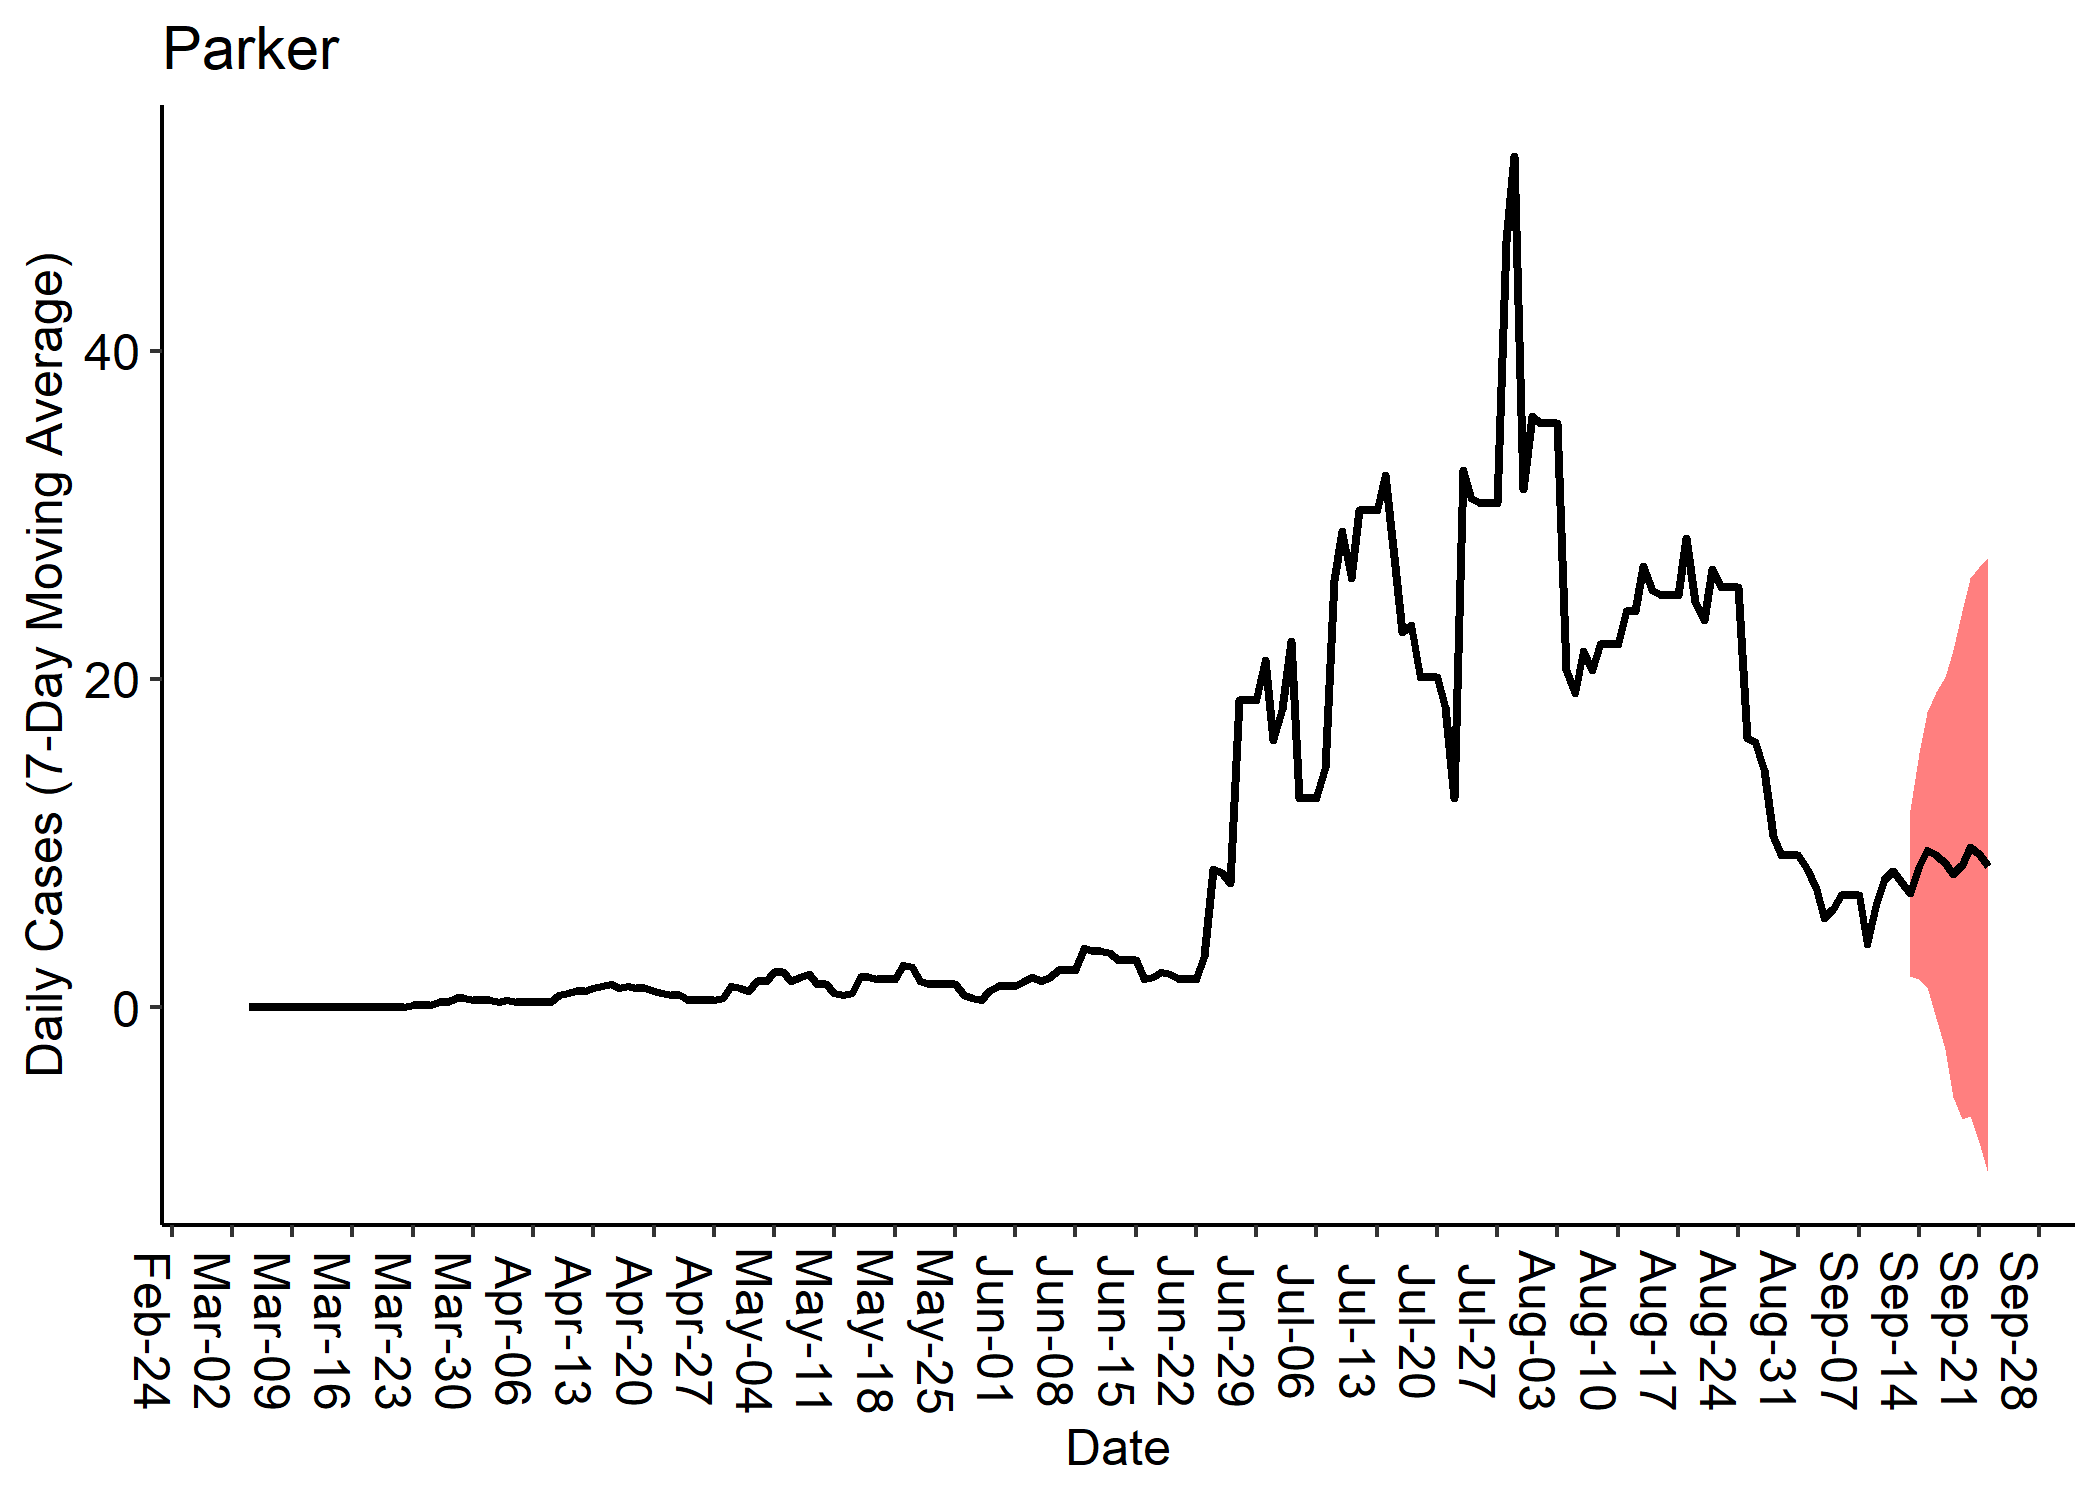 Parker
Daily Cases (7-Day Moving Average)
40
20
0
Feb-24
Mar-02
Mar-09
Mar-16
Mar-23
Mar-30
Apr-06
Apr-13
Apr-20
Apr-27
May-04
May-11
May-18
May-25
Jun-01
Jun-08
Jun-15
Jun-22
Jun-29
Jul-06
Jul-13
Jul-20
Jul-27
Aug-03
Aug-10
Aug-17
Aug-24
Aug-31
Sep-07
Sep-14
Sep-21
Sep-28
Date